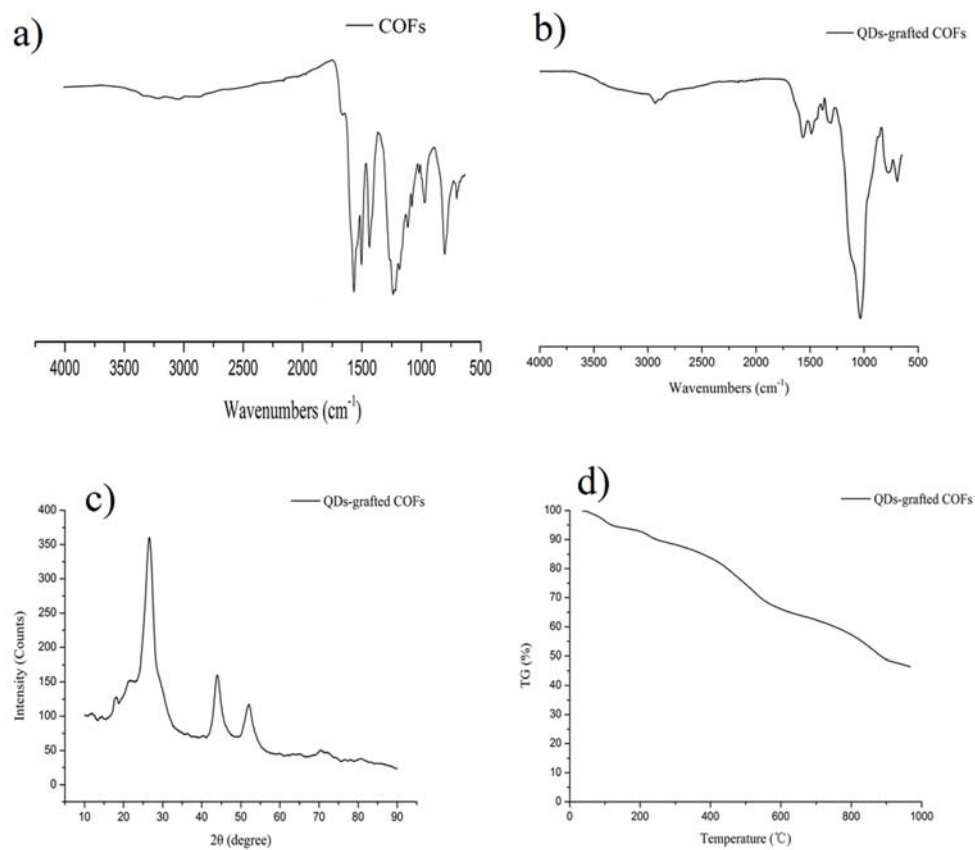 a)
COFs
4000 3500 3000 2500 2000 1500 1000 500
Wavenumbers (cm⁻¹)
b)
QDs-grafted COFs
4000 3500 3000 2500 2000 1500 1000 500
Wavenumbers (cm⁻¹)
c)
QDs-grafted COFs
400
350
300
250
200
150
100
50
0
Intensity (Counts)
10 20 30 40 50 60 70 80 90
2θ (degree)
d)
QDs-grafted COFs
100
90
80
70
60
50
40
30
20
10
0
TG (%)
0 200 400 600 800 1000
Temperature (℃)